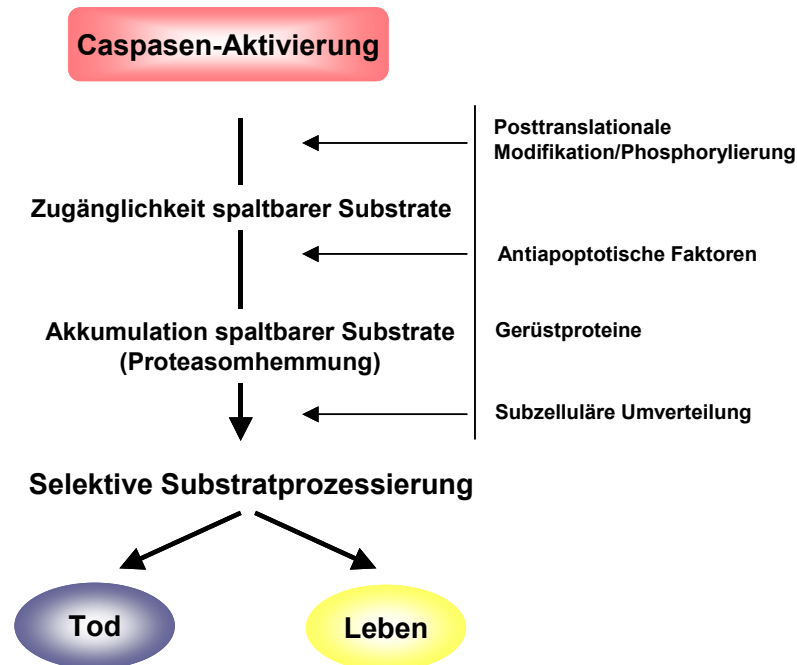 Caspasen-Aktivierung
Posttranslationale
Modifikation/Phosphorylierung
Zugänglichkeit spaltbarer Substrate
Antiapoptotische Faktoren
Akkumulation spaltbarer Substrate
(Proteasomhemmung)
Gerüstproteine
Subzelluläre Umverteilung
Selektive Substratprozessierung
Tod
Leben